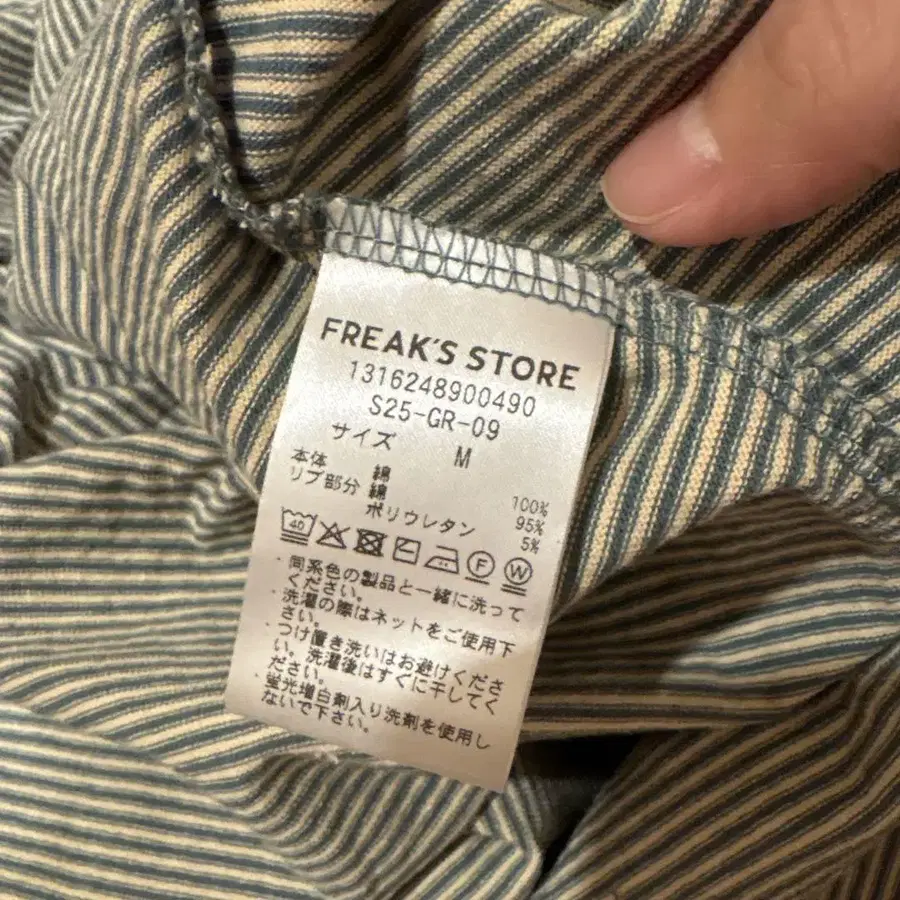 FREAK'S STORE
1316248900490
S25-GR-09
サイズ M
本体 綿 100%
リブ部分 綿 95%
ポリウレタン 5%
40 F W
・同系色の製品と一緒に洗って
ください。
・洗濯の際はネットをご使用下
さい。
・つけ置き洗いはお避けくださ
い。洗濯後はすぐに干してく
ださい。
・蛍光増白剤入り洗剤を使用し
ないで下さい。